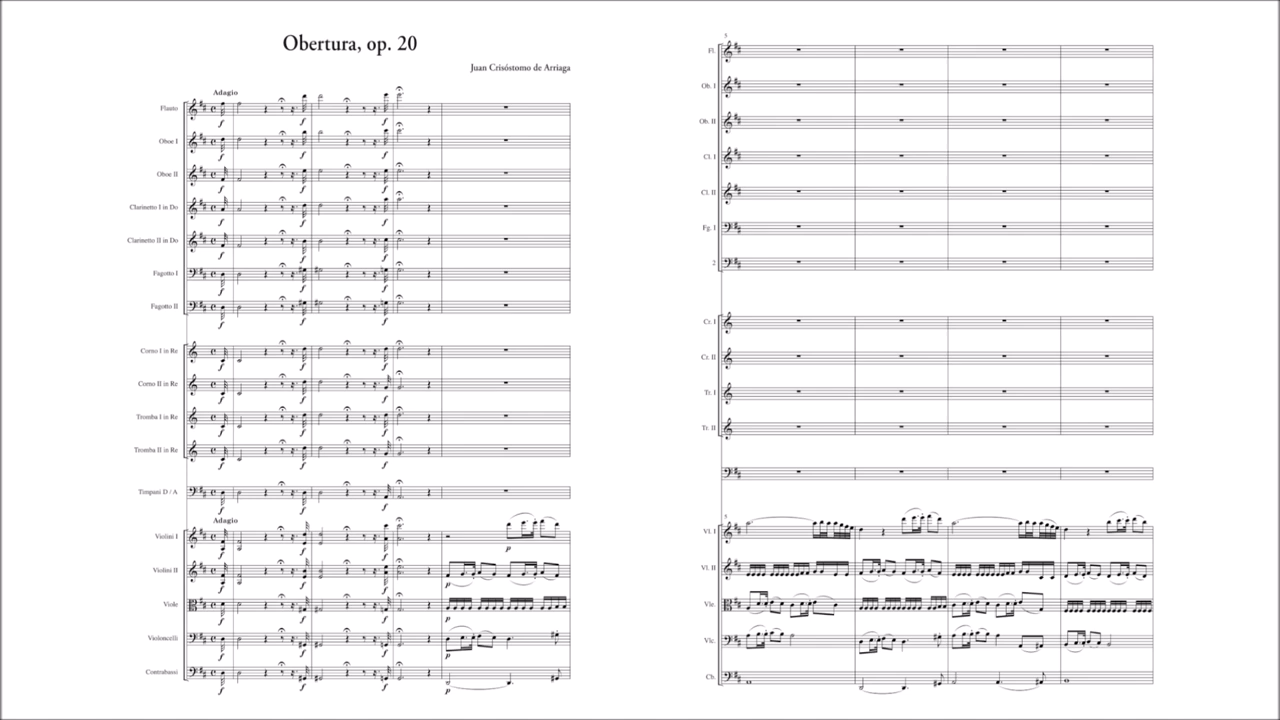 Obertura, op. 20
Juan Crisóstomo de Arriaga
Adagio
Flauto
f f f
Oboe I
f f f
Oboe II
f f f
Clarinetto I in Do
f f f
Clarinetto II in Do
f f f
Fagotto I
f f f
Fagotto II
f f f
Corno I in Re
f f f
Corno II in Re
f f f
Tromba I in Re
f f f
Tromba II in Re
f f f
Timpani D / A
f f f
Adagio
Violini I
f f f p
Violini II
f f f p
Viole
f f f p
Violoncelli
f f f p
Contrabassi
f f f p
5
Fl.
Ob. I
Ob. II
Cl. I
Cl. II
Fg. I
2
Cr. I
Cr. II
Tr. I
Tr. II
5
Vl. I
Vl. II
Vle.
Vlc.
Cb.